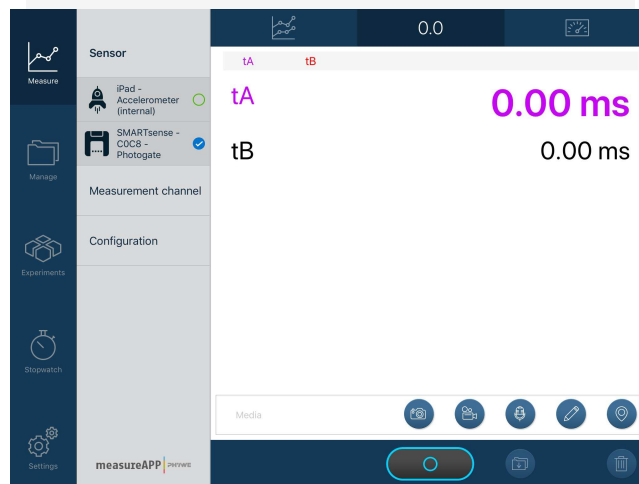 0.0
Sensor
tA tB
Measure
iPad -
Accelerometer
(internal)
tA 0.00 ms
SMARTsense -
C0C8 -
Photogate
tB 0.00 ms
Manage
Measurement channel
Configuration
Experiments
Stopwatch
Media
Settings
measureAPP PHYWE